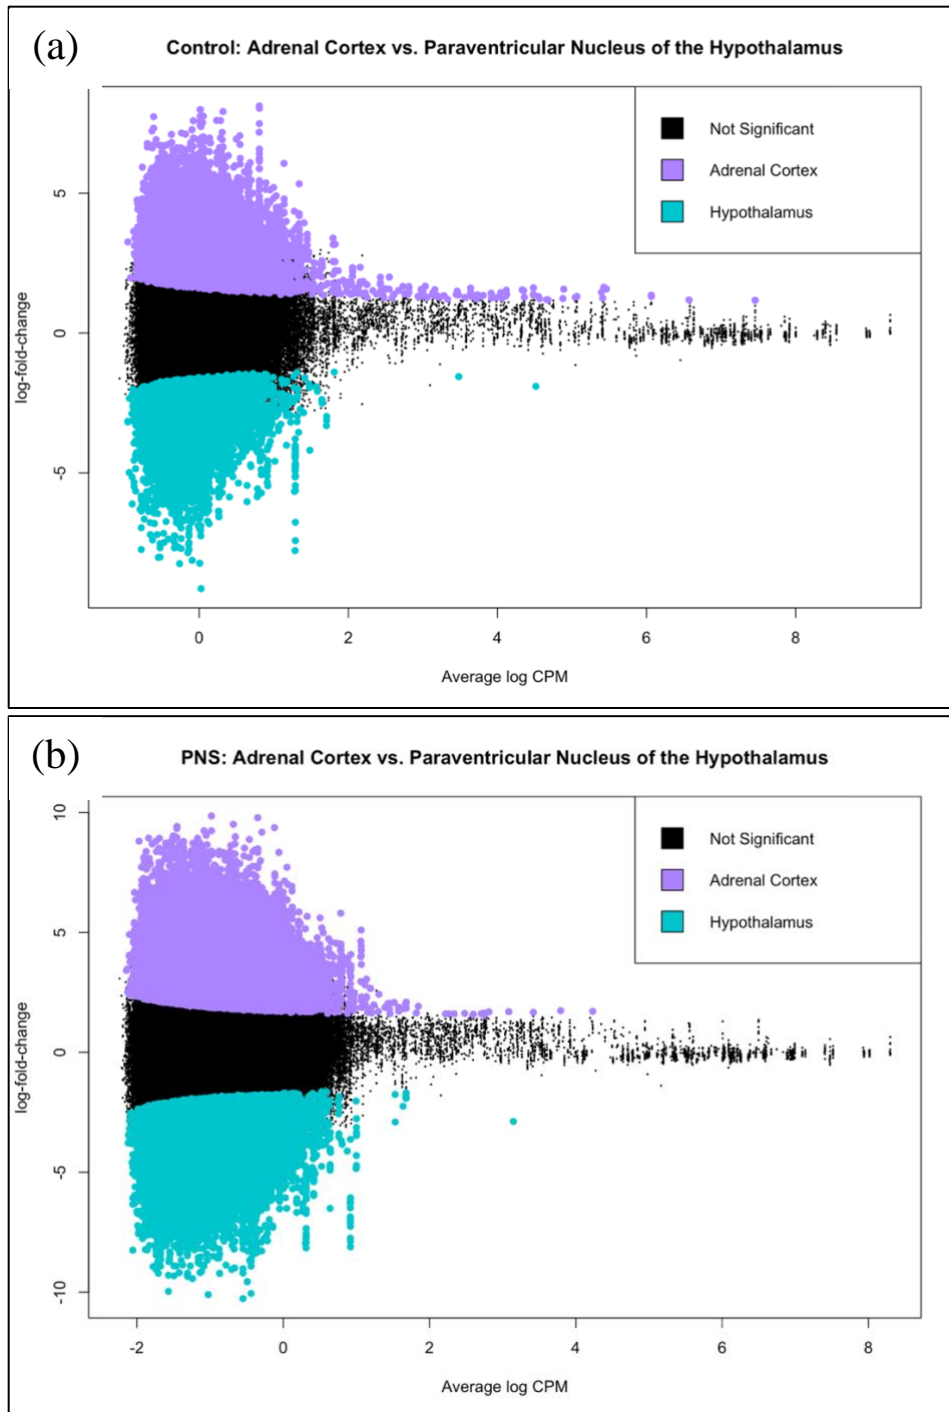 (a)
Control: Adrenal Cortex vs. Paraventricular Nucleus of the Hypothalamus
Not Significant
Adrenal Cortex
Hypothalamus
5
0
-5
log-fold-change
0 2 4 6 8
Average log CPM
(b)
PNS: Adrenal Cortex vs. Paraventricular Nucleus of the Hypothalamus
Not Significant
Adrenal Cortex
Hypothalamus
10
5
0
-5
-10
log-fold-change
-2 0 2 4 6 8
Average log CPM